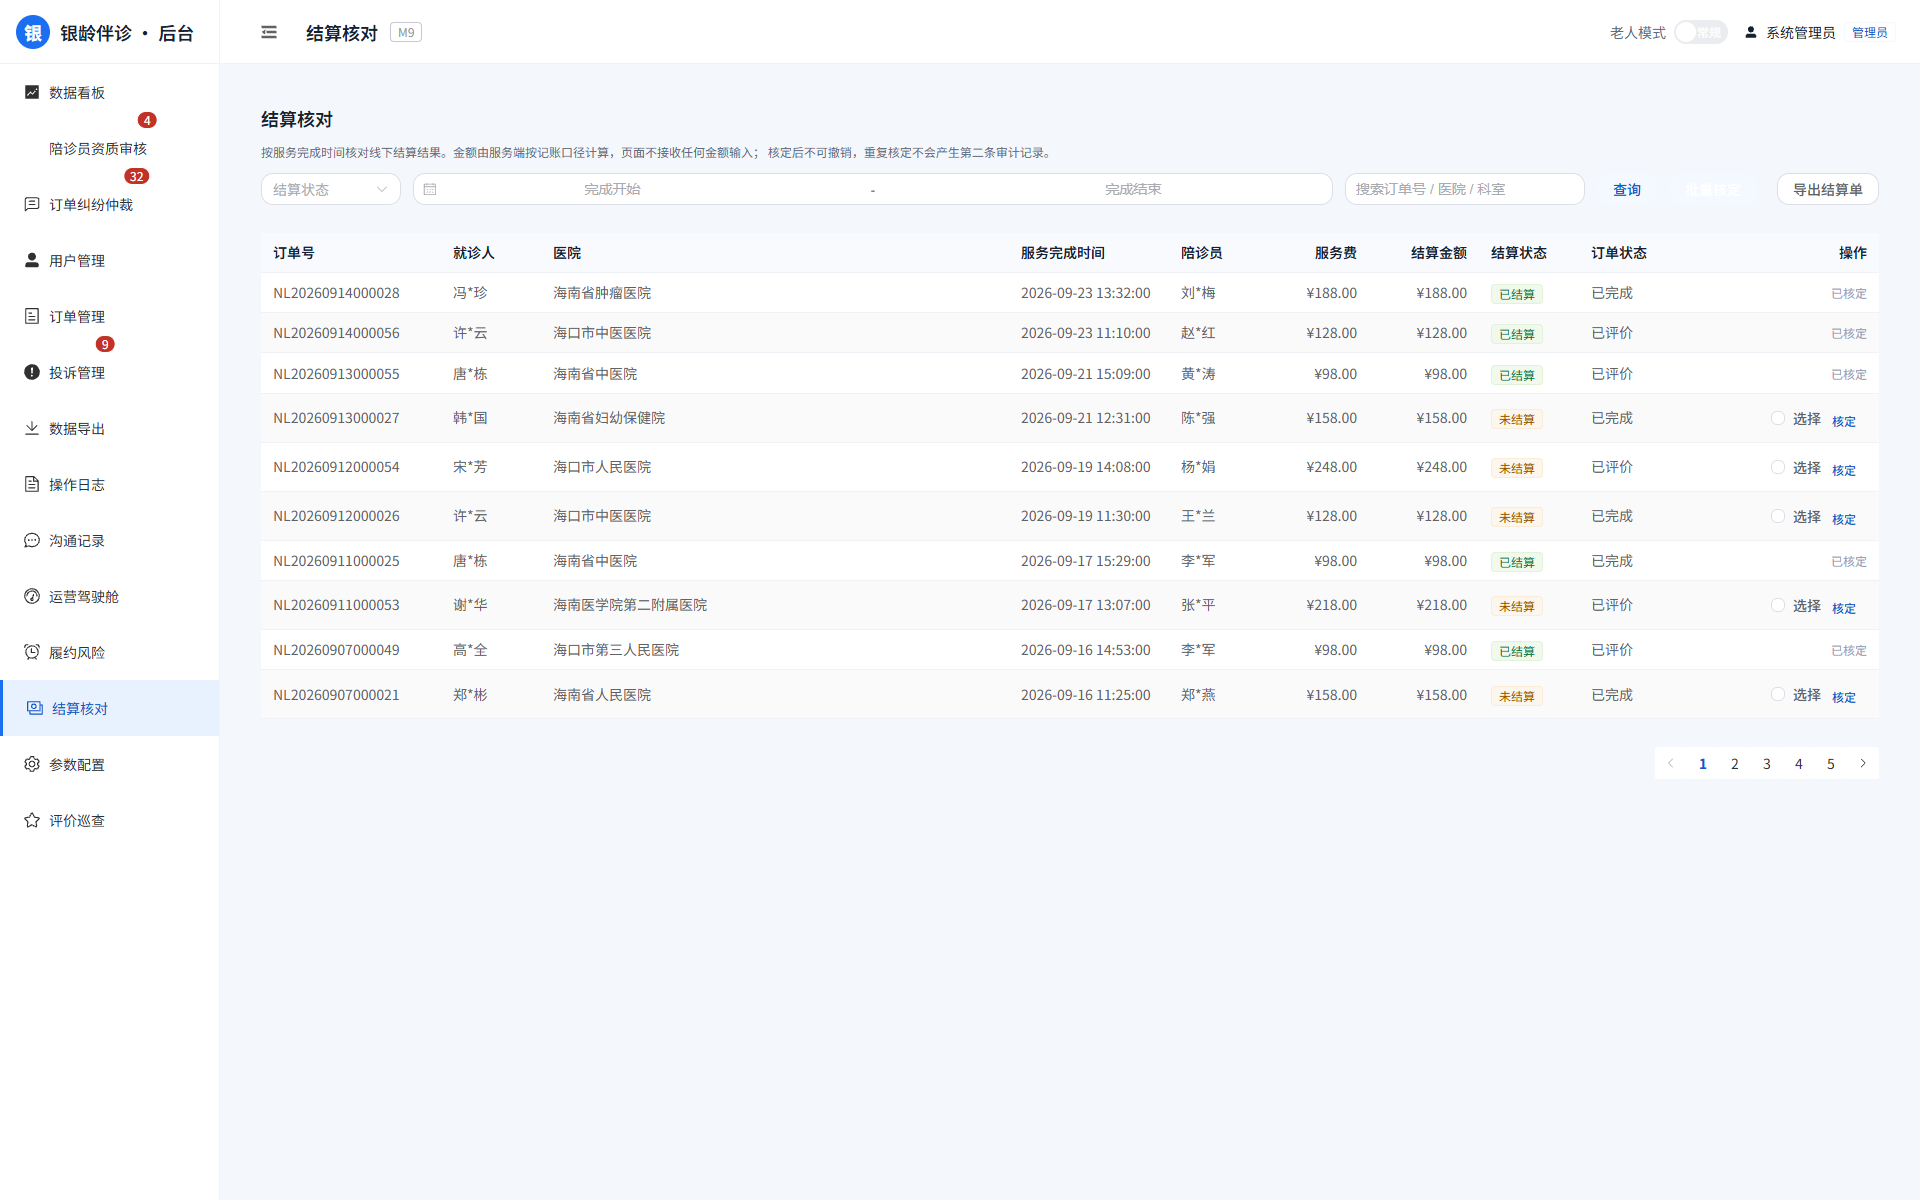 银 银龄伴诊 · 后台
结算核对 M9
老人模式 常规 系统管理员 管理员
数据看板
4
陪诊员资质审核
32
订单纠纷仲裁
用户管理
订单管理
9
投诉管理
数据导出
操作日志
沟通记录
运营驾驶舱
履约风险
结算核对
参数配置
评价巡查
结算核对
按服务完成时间核对线下结算结果。金额由服务端按记账口径计算，页面不接收任何金额输入； 核定后不可撤销，重复核定不会产生第二条审计记录。
结算状态 完成开始 - 完成结束 搜索订单号 / 医院 / 科室 查询 批量核定 导出结算单
订单号 就诊人 医院 服务完成时间 陪诊员 服务费 结算金额 结算状态 订单状态 操作
NL20260914000028 冯*珍 海南省肿瘤医院 2026-09-23 13:32:00 刘*梅 ¥188.00 ¥188.00 已结算 已完成 已核定
NL20260914000056 许*云 海口市中医医院 2026-09-23 11:10:00 赵*红 ¥128.00 ¥128.00 已结算 已评价 已核定
NL20260913000055 唐*栋 海南省中医院 2026-09-21 15:09:00 黄*涛 ¥98.00 ¥98.00 已结算 已评价 已核定
NL20260913000027 韩*国 海南省妇幼保健院 2026-09-21 12:31:00 陈*强 ¥158.00 ¥158.00 未结算 已完成 选择 核定
NL20260912000054 宋*芳 海口市人民医院 2026-09-19 14:08:00 杨*娟 ¥248.00 ¥248.00 未结算 已评价 选择 核定
NL20260912000026 许*云 海口市中医医院 2026-09-19 11:30:00 王*兰 ¥128.00 ¥128.00 未结算 已完成 选择 核定
NL20260911000025 唐*栋 海南省中医院 2026-09-17 15:29:00 李*军 ¥98.00 ¥98.00 已结算 已完成 已核定
NL20260911000053 谢*华 海南医学院第二附属医院 2026-09-17 13:07:00 张*平 ¥218.00 ¥218.00 未结算 已评价 选择 核定
NL20260907000049 高*全 海口市第三人民医院 2026-09-16 14:53:00 李*军 ¥98.00 ¥98.00 已结算 已评价 已核定
NL20260907000021 郑*彬 海南省人民医院 2026-09-16 11:25:00 郑*燕 ¥158.00 ¥158.00 未结算 已完成 选择 核定
1 2 3 4 5